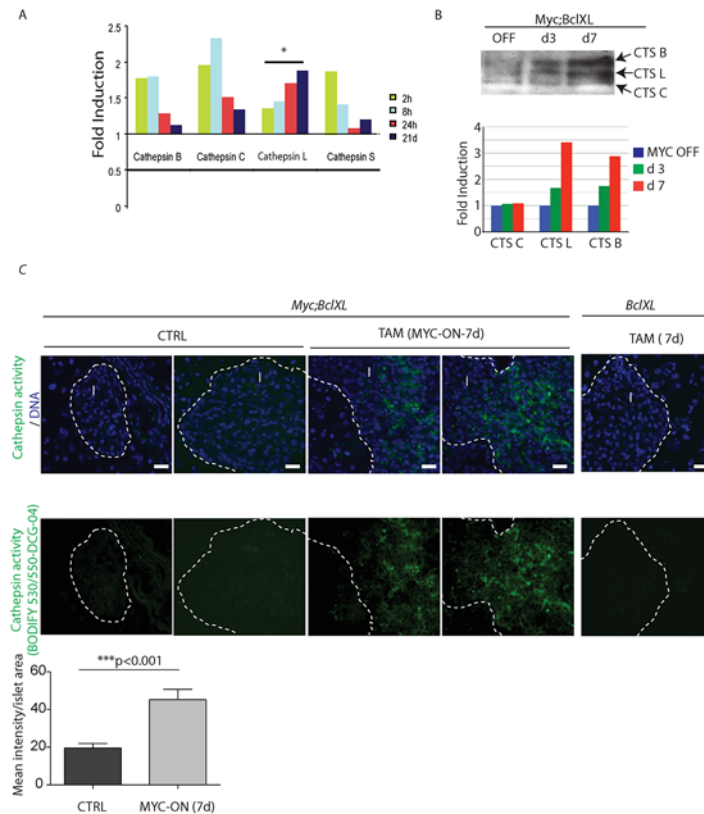 A
Fold Induction
2
1.5
1
0.5
0
*
2h
8h
24h
21d
Cathepsin B
Cathepsin C
Cathepsin L
Cathepsin S
B
Myc;BclXL
OFF
d3
d7
CTS B
CTS L
CTS C
Fold Induction
4
3
2
1
0
MYC OFF
d 3
d 7
CTS C
CTS L
CTS B
C
Myc;BclXL
BclXL
CTRL
TAM (MYC-ON-7d)
TAM ( 7d)
Cathepsin activity
/ DNA
I
I
I
I
I
Cathepsin activity
(BODIFY 530/550-DCG-04)
Mean intensity/islet area
60
40
20
0
***p<0.001
CTRL
MYC-ON (7d)